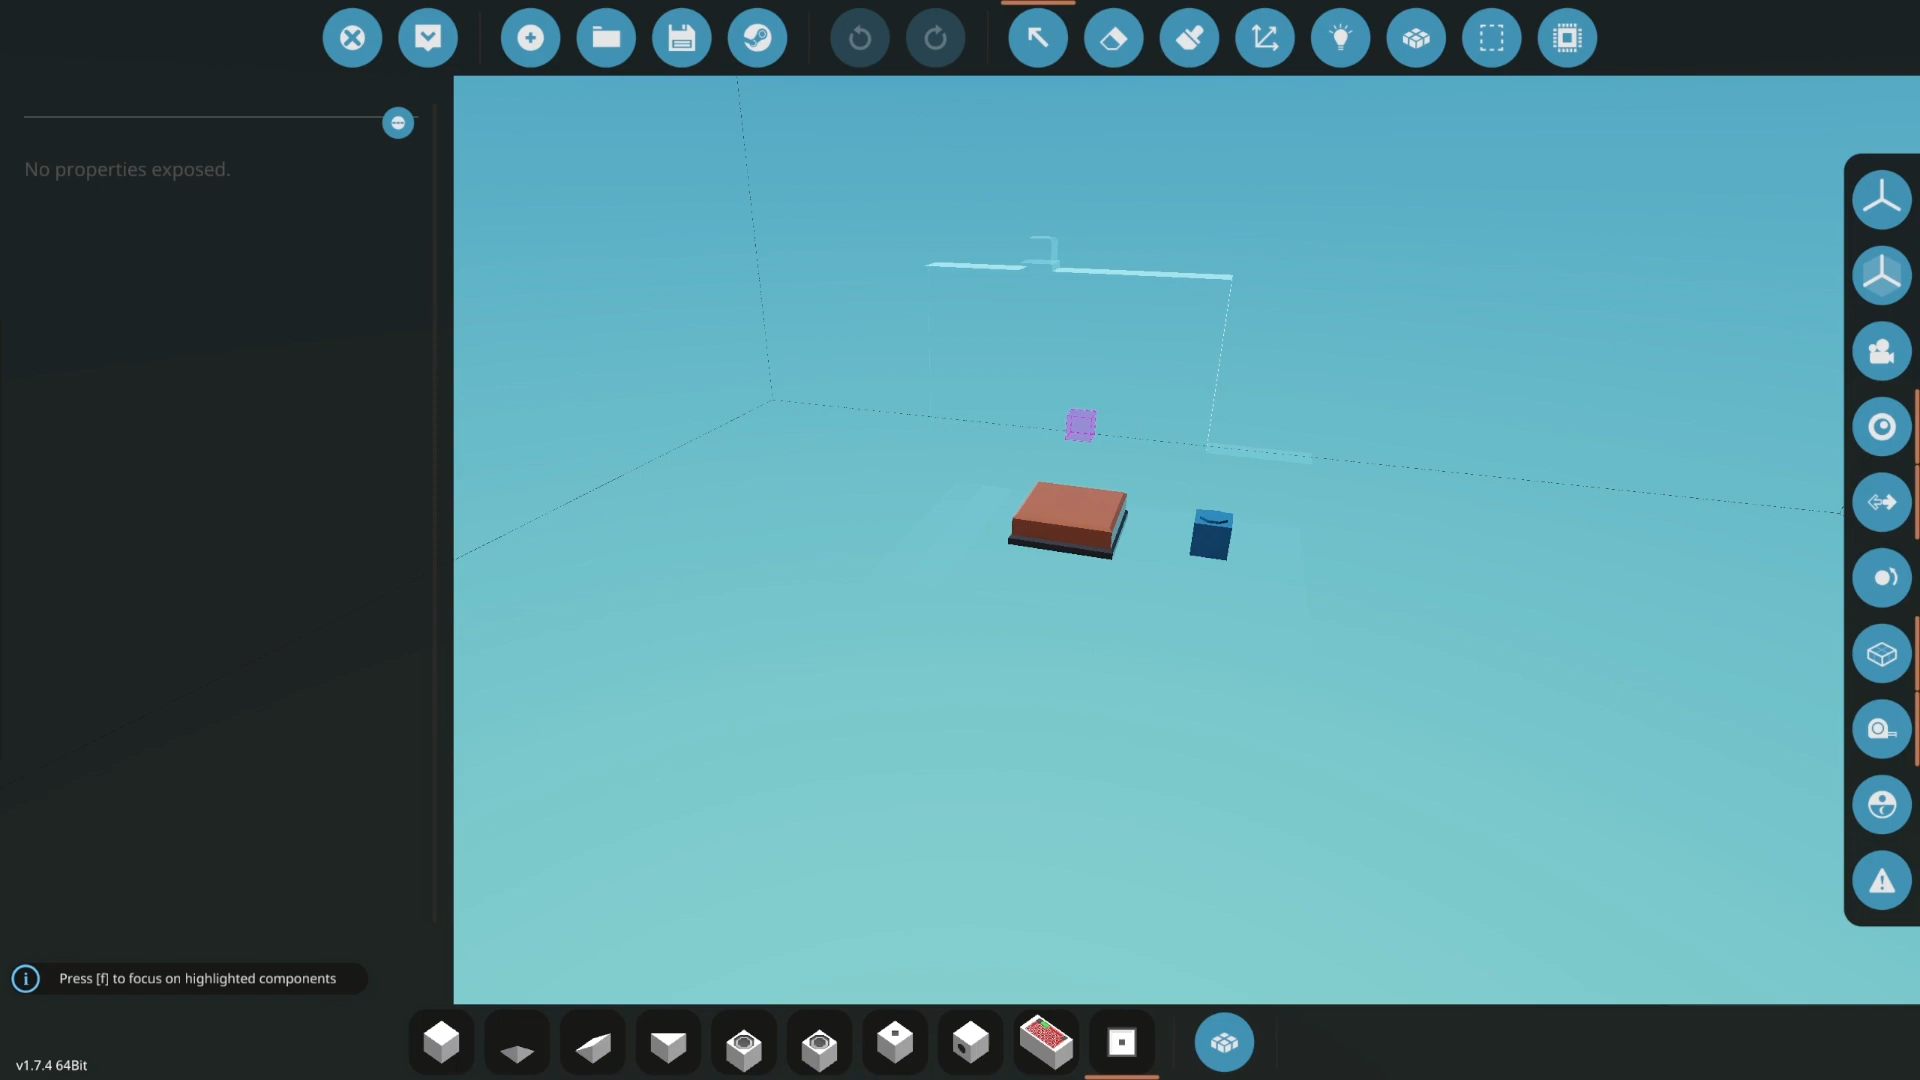 No properties exposed.
Press [f] to focus on highlighted components
v1.7.4 64Bit